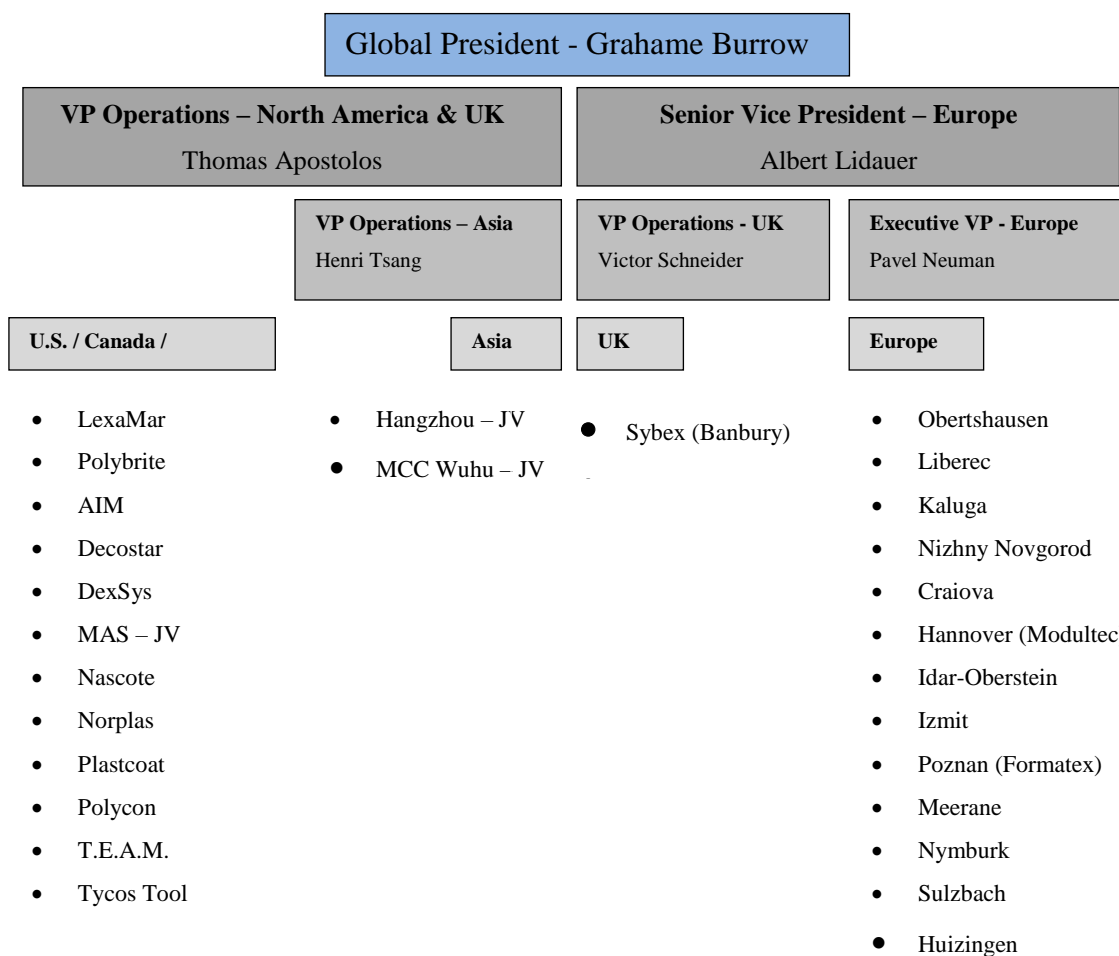 Global President - Grahame Burrow
VP Operations – North America & UK
Thomas Apostolos
Senior Vice President – Europe
Albert Lidauer
VP Operations – Asia
Henri Tsang
VP Operations - UK
Victor Schneider
Executive VP - Europe
Pavel Neuman
U.S. / Canada /
Asia
UK
Europe
• LexaMar
• Polybrite
• AIM
• Decostar
• DexSys
• MAS – JV
• Nascote
• Norplas
• Plastcoat
• Polycon
• T.E.A.M.
• Tycos Tool
• Hangzhou – JV
• MCC Wuhu – JV
• Sybex (Banbury)
• Obertshausen
• Liberec
• Kaluga
• Nizhny Novgorod
• Craiova
• Hannover (Modultec
• Idar-Oberstein
• Izmit
• Poznan (Formatex)
• Meerane
• Nymburk
• Sulzbach
• Huizingen